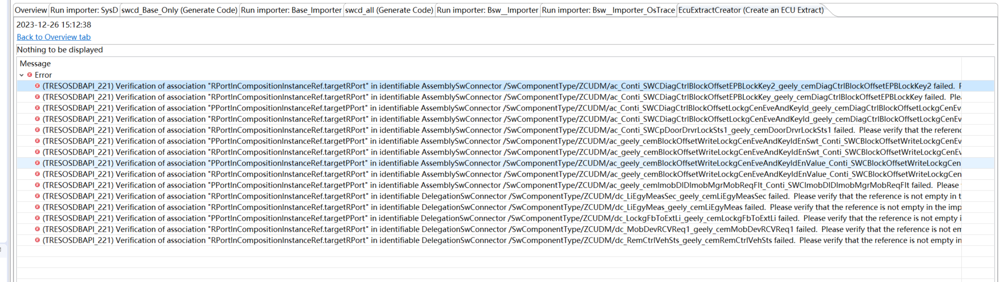 Overview Run importer: SysD swcd_Base_Only (Generate Code) Run importer: Base_Importer swcd_all (Generate Code) Run importer: Bsw__Importer Run importer: Bsw__Importer_OsTrace EcuExtractCreator (Create an ECU Extract)
2023-12-26 15:12:38
Back to Overview tab
Nothing to be displayed
Message
Error
(TRESOSDBAPI_221) Verification of association "RPortInCompositionInstanceRef.targetRPort" in identifiable AssemblySwConnector /SwComponentType/ZCUDM/ac_Conti_SWCDiagCtrlBlockOffsetEPBLockKey2_geely_cemDiagCtrlBlockOffsetEPBLockKey2 failed.
(TRESOSDBAPI_221) Verification of association "RPortInCompositionInstanceRef.targetRPort" in identifiable AssemblySwConnector /SwComponentType/ZCUDM/ac_Conti_SWCDiagCtrlBlockOffsetEPBLockKey_geely_cemDiagCtrlBlockOffsetEPBLockKey failed. Ple
(TRESOSDBAPI_221) Verification of association "PPortInCompositionInstanceRef.targetPPort" in identifiable AssemblySwConnector /SwComponentType/ZCUDM/ac_Conti_SWCDiagCtrlBlockOffsetLockgCenEveAndKeyId_geely_cemDiagCtrlBlockOffsetLockgCenEv
(TRESOSDBAPI_221) Verification of association "RPortInCompositionInstanceRef.targetRPort" in identifiable AssemblySwConnector /SwComponentType/ZCUDM/ac_Conti_SWCDiagCtrlBlockOffsetLockgCenEveAndKeyId_geely_cemDiagCtrlBlockOffsetLockgCenEv
(TRESOSDBAPI_221) Verification of association "RPortInCompositionInstanceRef.targetRPort" in identifiable AssemblySwConnector /SwComponentType/ZCUDM/ac_Conti_SWCpDoorDrvrLockSts1_geely_cemDoorDrvrLockSts1 failed. Please verify that the referenc
(TRESOSDBAPI_221) Verification of association "PPortInCompositionInstanceRef.targetPPort" in identifiable AssemblySwConnector /SwComponentType/ZCUDM/ac_geely_cemBlockOffsetWriteLockgCenEveAndKeyIdEnSwt_Conti_SWCBlockOffsetWriteLockgCenEv
(TRESOSDBAPI_221) Verification of association "RPortInCompositionInstanceRef.targetRPort" in identifiable AssemblySwConnector /SwComponentType/ZCUDM/ac_geely_cemBlockOffsetWriteLockgCenEveAndKeyIdEnSwt_Conti_SWCBlockOffsetWriteLockgCenEv
(TRESOSDBAPI_221) Verification of association "PPortInCompositionInstanceRef.targetPPort" in identifiable AssemblySwConnector /SwComponentType/ZCUDM/ac_geely_cemBlockOffsetWriteLockgCenEveAndKeyIdEnValue_Conti_SWCBlockOffsetWriteLockgCen
(TRESOSDBAPI_221) Verification of association "RPortInCompositionInstanceRef.targetRPort" in identifiable AssemblySwConnector /SwComponentType/ZCUDM/ac_geely_cemBlockOffsetWriteLockgCenEveAndKeyIdEnValue_Conti_SWCBlockOffsetWriteLockgCen
(TRESOSDBAPI_221) Verification of association "PPortInCompositionInstanceRef.targetPPort" in identifiable AssemblySwConnector /SwComponentType/ZCUDM/ac_geely_cemImobDIDImobMgrMobReqFlt_Conti_SWCImobDIDImobMgrMobReqFlt failed. Please
(TRESOSDBAPI_221) Verification of association "RPortInCompositionInstanceRef.targetRPort" in identifiable DelegationSwConnector /SwComponentType/ZCUDM/dc_LiEgyMeasSec_geely_cemLiEgyMeasSec failed. Please verify that the reference is not empty in t
(TRESOSDBAPI_221) Verification of association "RPortInCompositionInstanceRef.targetRPort" in identifiable DelegationSwConnector /SwComponentType/ZCUDM/dc_LiEgyMeas_geely_cemLiEgyMeas failed. Please verify that the reference is not empty in the imp
(TRESOSDBAPI_221) Verification of association "PPortInCompositionInstanceRef.targetPPort" in identifiable DelegationSwConnector /SwComponentType/ZCUDM/dc_LockgFbToExtLi_geely_cemLockgFbToExtLi failed. Please verify that the reference is not empty i
(TRESOSDBAPI_221) Verification of association "RPortInCompositionInstanceRef.targetRPort" in identifiable DelegationSwConnector /SwComponentType/ZCUDM/dc_MobDevRCVReq1_geely_cemMobDevRCVReq1 failed. Please verify that the reference is not em
(TRESOSDBAPI_221) Verification of association "RPortInCompositionInstanceRef.targetRPort" in identifiable DelegationSwConnector /SwComponentType/ZCUDM/dc_RemCtrlVehSts_geely_cemRemCtrlVehSts failed. Please verify that the reference is not empty in